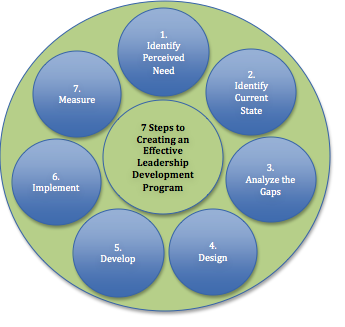 1.
Identify
Perceived
Need
2.
Identify
Current
State
3.
Analyze the
Gaps
4.
Design
5.
Develop
6.
Implement
7.
Measure
7 Steps to
Creating an
Effective
Leadership
Development
Program